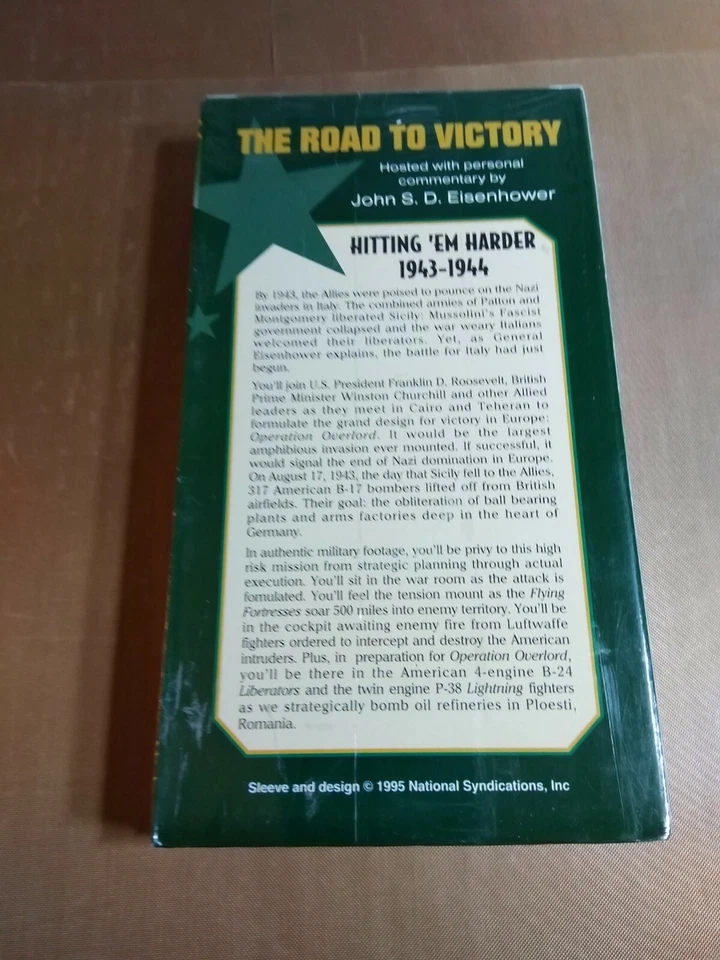 THE ROAD TO VICTORY
Hosted with personal
commentary by
John S. D. Eisenhower
HITTING 'EM HARDER
1943-1944
By 1943, the Allies were poised to pounce on the Nazi
invaders in Italy. The combined armies of Patton and
Montgomery liberated Sicily: Mussolini's Fascist
government collapsed and the war weary Italians
welcomed their liberators. Yet, as General
Eisenhower explains, the battle for Italy had just
begun.
You'll join U.S. President Franklin D. Roosevelt, British
Prime Minister Winston Churchill and other Allied
leaders as they meet in Cairo and Teheran to
formulate the grand design for victory in Europe:
Operation Overlord. It would be the largest
amphibious invasion ever mounted. If successful, it
would signal the end of Nazi domination in Europe.
On August 17, 1943, the day that Sicily fell to the Allies,
317 American B-17 bombers lifted off from British
airfields. Their goal: the obliteration of ball bearing
plants and arms factories deep in the heart of
Germany.
In authentic military footage, you'll be privy to this high
risk mission from strategic planning through actual
execution. You'll sit in the war room as the attack is
fomulated. You'll feel the tension mount as the Flying
Fortresses soar 500 miles into enemy territory. You'll be
in the cockpit awaiting enemy fire from Luftwaffe
fighters ordered to intercept and destroy the American
intruders. Plus, in preparation for Operation Overlord,
you'll be there in the American 4-engine B-24
Liberators and the twin engine P-38 Lightning fighters
as we strategically bomb oil refineries in Ploesti,
Romania.
Sleeve and design © 1995 National Syndications, Inc